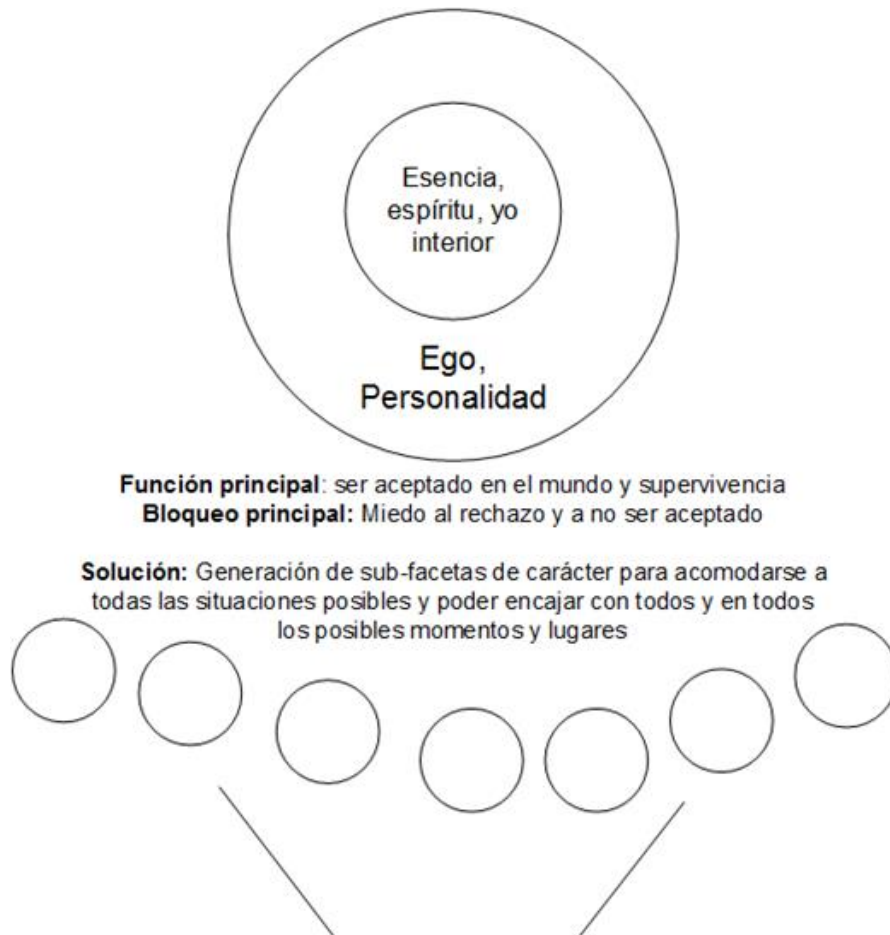 Esencia,
espíritu, yo
interior
Ego,
Personalidad
Función principal: ser aceptado en el mundo y supervivencia
Bloqueo principal: Miedo al rechazo y a no ser aceptado
Solución: Generación de sub-facetas de carácter para acomodarse a
todas las situaciones posibles y poder encajar con todos y en todos
los posibles momentos y lugares